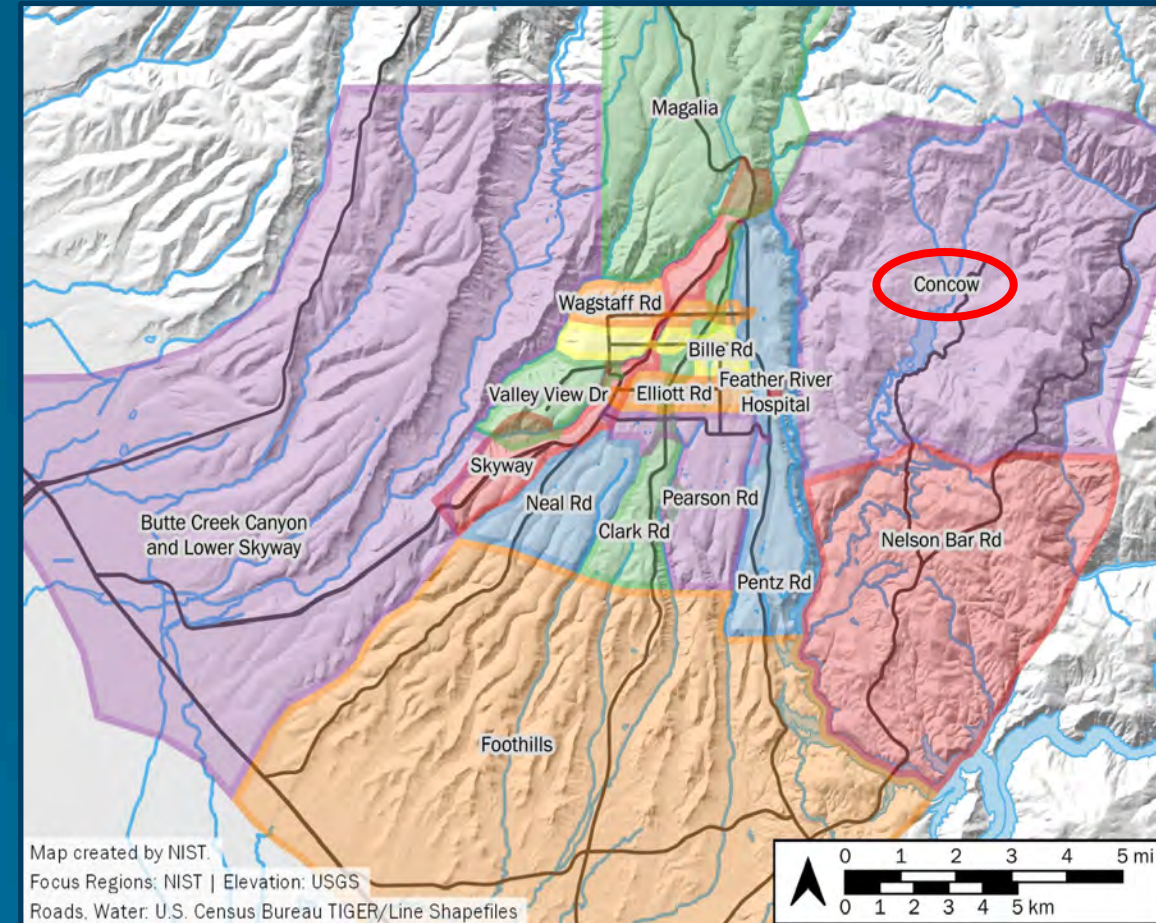 Magalia
Concow
Wagstaff Rd
Bille Rd
Valley View Dr
Elliott Rd
Feather River
Hospital
Skyway
Neal Rd
Pearson Rd
Clark Rd
Butte Creek Canyon
and Lower Skyway
Nelson Bar Rd
Pentz Rd
Foothills
Map created by NIST.
Focus Regions: NIST | Elevation: USGS
Roads, Water: U.S. Census Bureau TIGER/Line Shapefiles
0 1 2 3 4 5 mi
0 1 2 3 4 5 km